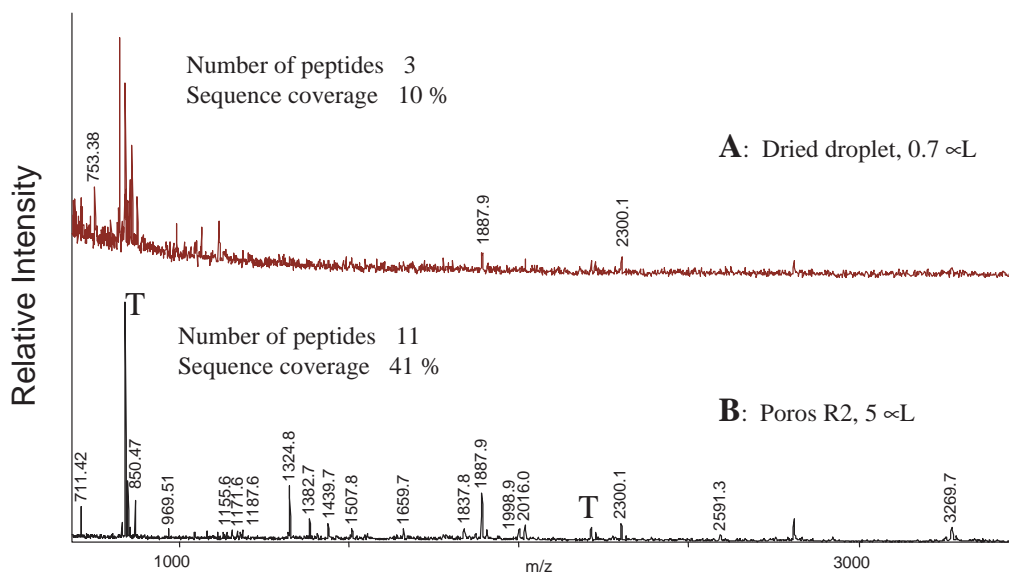 Relative Intensity
Number of peptides 3
Sequence coverage 10 %
753.38
A: Dried droplet, 0.7 ∝L
1887.9
2300.1
T
Number of peptides 11
Sequence coverage 41 %
B: Poros R2, 5 ∝L
711.42
850.47
969.51
1155.6
1171.6
1187.6
1324.8
1382.7
1439.7
1507.8
1659.7
1837.8
1887.9
1998.9
2016.0
T
2300.1
2591.3
3269.7
1000
m/z
3000